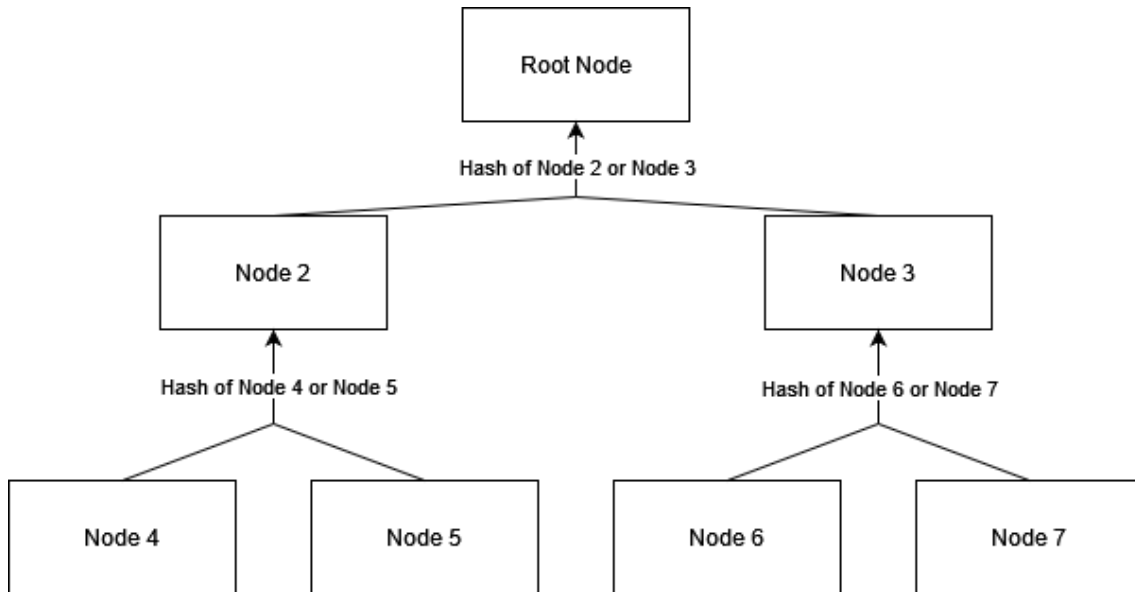 Root Node
Hash of Node 2 or Node 3
Node 2
Node 3
Hash of Node 4 or Node 5
Hash of Node 6 or Node 7
Node 4
Node 5
Node 6
Node 7